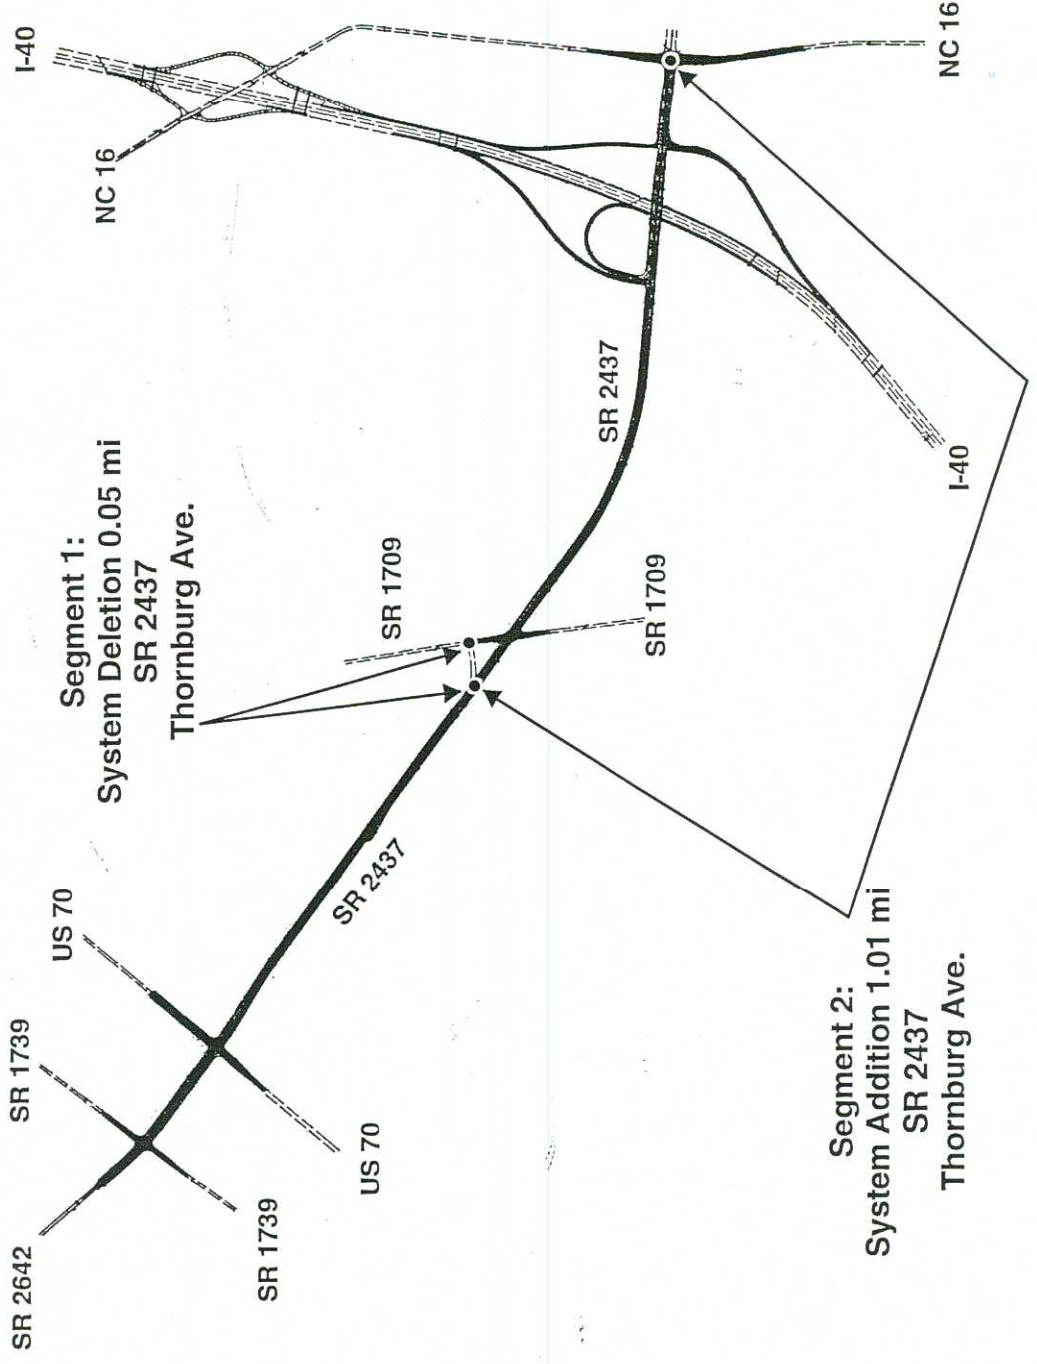 SR 2642
SR 1739
US 70
Segment 1:
System Deletion 0.05 mi
SR 2437
Thornburg Ave.
NC 16
I-40
SR 1739
US 70
SR 2437
SR 1709
SR 1709
SR 2437
Segment 2:
System Addition 1.01 mi
SR 2437
Thornburg Ave.
I-40
NC 16